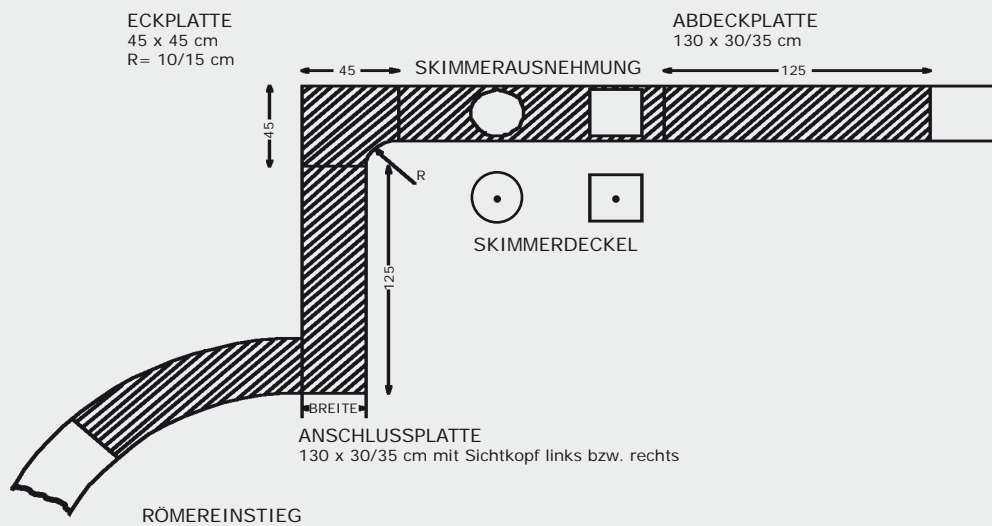 ECKPLATTE
45 x 45 cm
R= 10/15 cm
ABDECKPLATTE
130 x 30/35 cm
45
SKIMMERAUSNEHMUNG
125
45
R
SKIMMERDECKEL
125
BREITE
ANSCHLUSSPLATTE
130 x 30/35 cm mit Sichtkopf links bzw. rechts
RÖMEREINSTIEG